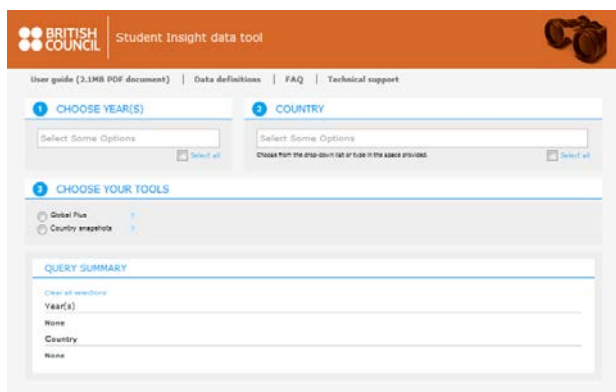 BRITISH
COUNCIL
Student Insight data tool
User guide (2.1MB PDF document) | Data definitions | FAQ | Technical support
1 CHOOSE YEAR(S)
Select Some Options
Select all
2 COUNTRY
Select Some Options
Choose from the drop-down list or type in the space provided.
Select all
3 CHOOSE YOUR TOOLS
Global Plus ?
Country snapshots ?
QUERY SUMMARY
Clear all selections
Year(s)
None
Country
None